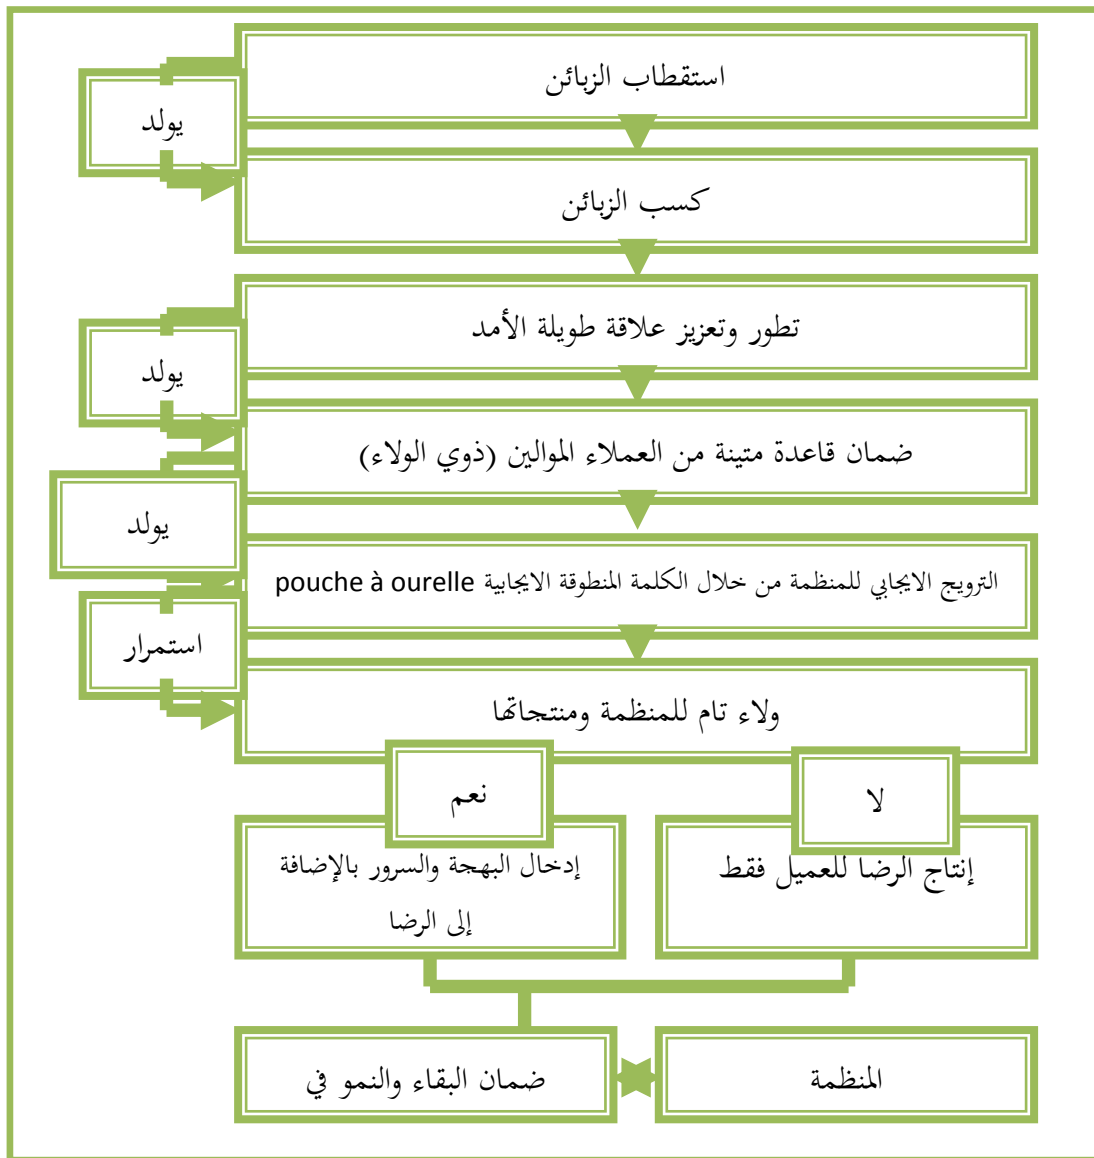 استقطاب الزبائن
يولد
كسب الزبائن
تطور وتعزيز علاقة طويلة الأمد
يولد
ضمان قاعدة متينة من العملاء الموالين (ذوي الولاء)
يولد
الترويج الايجابي للمنظمة من خلال الكلمة المنطوقة الايجابية pouche à ourelle
استمرار
ولاء تام للمنظمة ومنتجاتها
لا
نعم
إنتاج الرضا للعميل فقط
إدخال البهجة والسرور بالإضافة
إلى الرضا
المنظمة
ضمان البقاء والنمو في